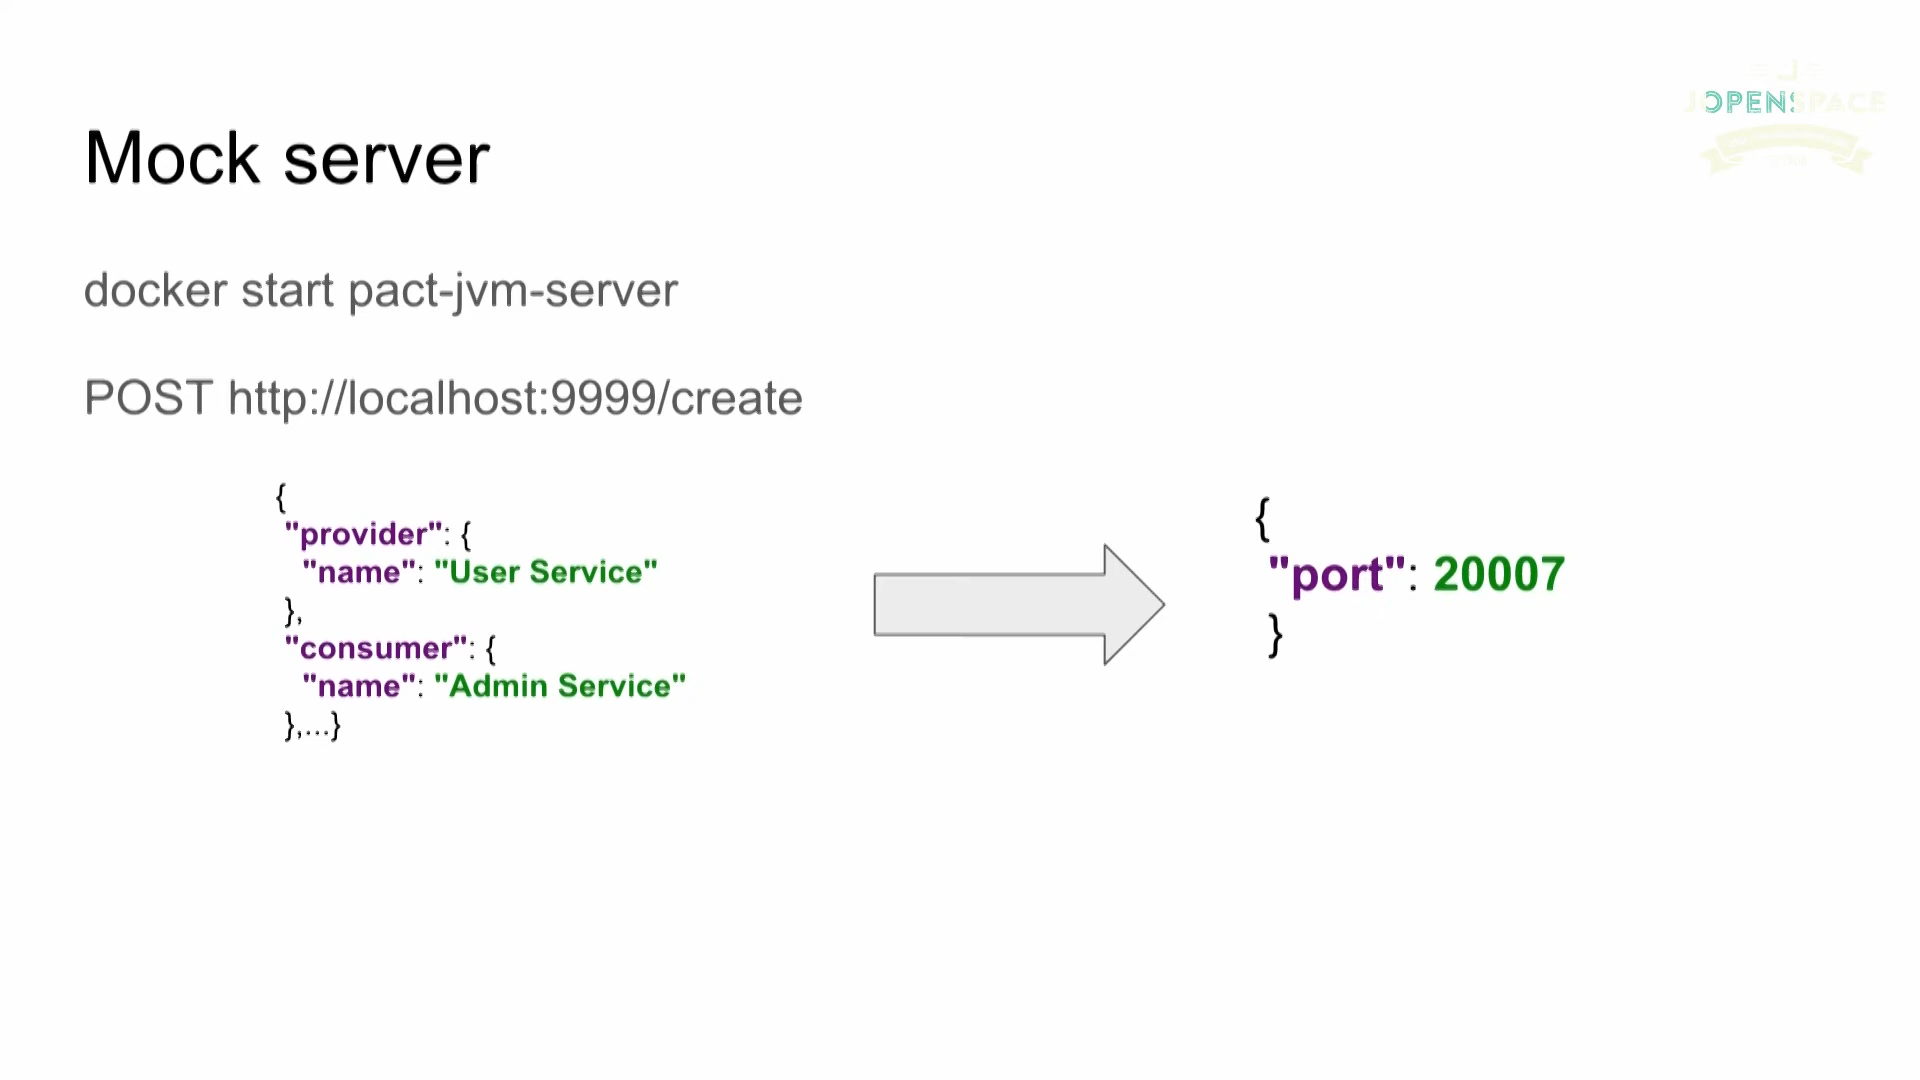 JOPENSPACE
Mock server
docker start pact-jvm-server
POST http://localhost:9999/create
{
"provider": {
"name": "User Service"
},
"consumer": {
"name": "Admin Service"
},...}
{
"port": 20007
}